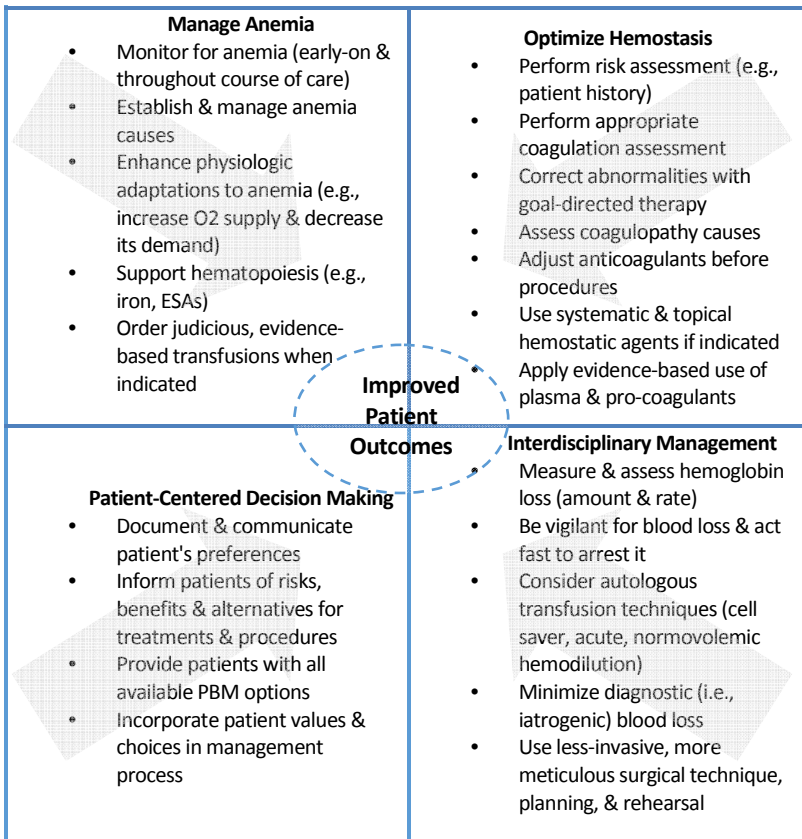 Manage Anemia
• Monitor for anemia (early-on &
throughout course of care)
• Establish & manage anemia
causes
• Enhance physiologic
adaptations to anemia (e.g.,
increase O2 supply & decrease
its demand)
• Support hematopoiesis (e.g.,
iron, ESAs)
• Order judicious, evidence-
based transfusions when
indicated
Optimize Hemostasis
• Perform risk assessment (e.g.,
patient history)
• Perform appropriate
coagulation assessment
• Correct abnormalities with
goal-directed therapy
• Assess coagulopathy causes
• Adjust anticoagulants before
procedures
• Use systematic & topical
hemostatic agents if indicated
• Apply evidence-based use of
plasma & pro-coagulants
Improved
Patient
Outcomes
Patient-Centered Decision Making
• Document & communicate
patient's preferences
• Inform patients of risks,
benefits & alternatives for
treatments & procedures
• Provide patients with all
available PBM options
• Incorporate patient values &
choices in management
process
Interdisciplinary Management
• Measure & assess hemoglobin
loss (amount & rate)
• Be vigilant for blood loss & act
fast to arrest it
• Consider autologous
transfusion techniques (cell
saver, acute, normovolemic
hemodilution)
• Minimize diagnostic (i.e.,
iatrogenic) blood loss
• Use less-invasive, more
meticulous surgical technique,
planning, & rehearsal